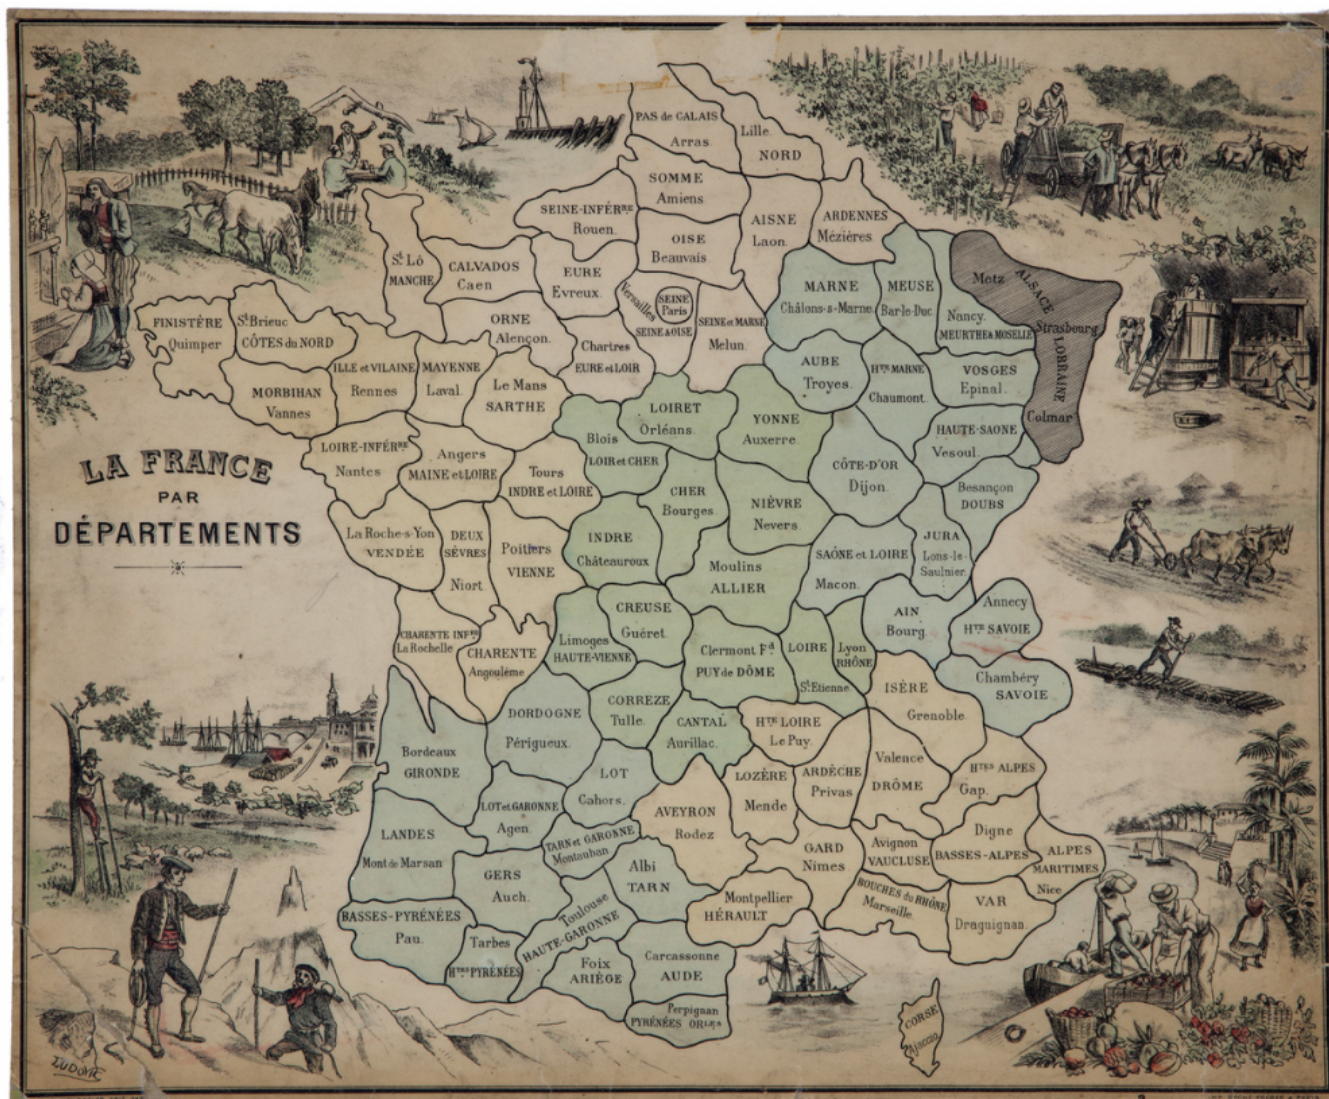 LA FRANCE
PAR
DÉPARTEMENTS
PAS de CALAIS
Arras.
Lille.
NORD
SOMME
Amiens
SEINE-INFÉRRE
Rouen.
OISE
Beauvais
AISNE
Laon.
ARDENNES
Mézières
St Lô
MANCHE
CALVADOS
Caen
EURE
Evreux.
Versailles
SEINE
Paris
SEINE & OISE
SEINE et MARNE
Melun.
MARNE
Châlons-s-Marne.
MEUSE
Bar-le-Duc
Nancy.
MEURTHE & MOSELLE
Metz
ALSACE
Strasbourg
LORRAINE
Colmar
FINISTÈRE
Quimper
St Brieuc
CÔTES du NORD
ORNE
Alençon.
Chartres
EURE et LOIR
MORBIHAN
Vannes
ILLE et VILAINE
Rennes
MAYENNE
Laval.
Le Mans
SARTHE
AUBE
Troyes.
HTE MARNE
Chaumont.
VOSGES
Epinal.
LOIRET
Orléans.
YONNE
Auxerre.
HAUTE-SAONE
Vesoul.
LOIRE-INFÉRRE
Nantes
Angers
MAINE et LOIRE
Tours
INDRE et LOIRE
Blois
LOIR et CHER
CHER
Bourges.
NIÈVRE
Nevers.
CÔTE-D'OR
Dijon.
Besançon
DOUBS
La Roche-s-Yon
VENDÉE
DEUX
SÈVRES
Niort
Poitiers
VIENNE
INDRE
Châteauroux
Moulins
ALLIER
SAÔNE et LOIRE
Macon.
JURA
Lons-le-
Saulnier.
CHARENTE INFRE
La Rochelle
CHARENTE
Angoulême
Limoges
HAUTE-VIENNE
CREUSE
Guéret.
Clermont Fd
PUY de DÔME
LOIRE
St Etienne
Lyon
RHÔNE
AIN
Bourg.
Annecy
HTE SAVOIE
Chambéry
SAVOIE
Bordeaux
GIRONDE
DORDOGNE
Périgueux.
CORREZE
Tulle.
CANTAL
Aurillac.
HTE LOIRE
Le Puy.
ISÈRE
Grenoble
LOT et GARONNE
Agen.
LOT
Cahors.
AVEYRON
Rodez
LOZÈRE
Mende
ARDÈCHE
Privas
Valence
DRÔME
HTES ALPES
Gap.
LANDES
Mont de Marsan
TARN et GARONNE
Montauban
Albi
TARN
GARD
Nimes
Avignon
VAUCLUSE
Digne
BASSES-ALPES
ALPES
MARITIMES
Nice
GERS
Auch.
Toulouse
HAUTE-GARONNE
Montpellier
HÉRAULT
BOUCHES du RHÔNE
Marseille.
VAR
Draguignan.
BASSES-PYRÉNÉES
Pau.
Tarbes
HTES PYRÉNÉES
Foix
ARIÈGE
Carcassonne
AUDE
Perpignan
PYRÉNÉES ORLES
CORSE
Ajaccio
LUDOVIC